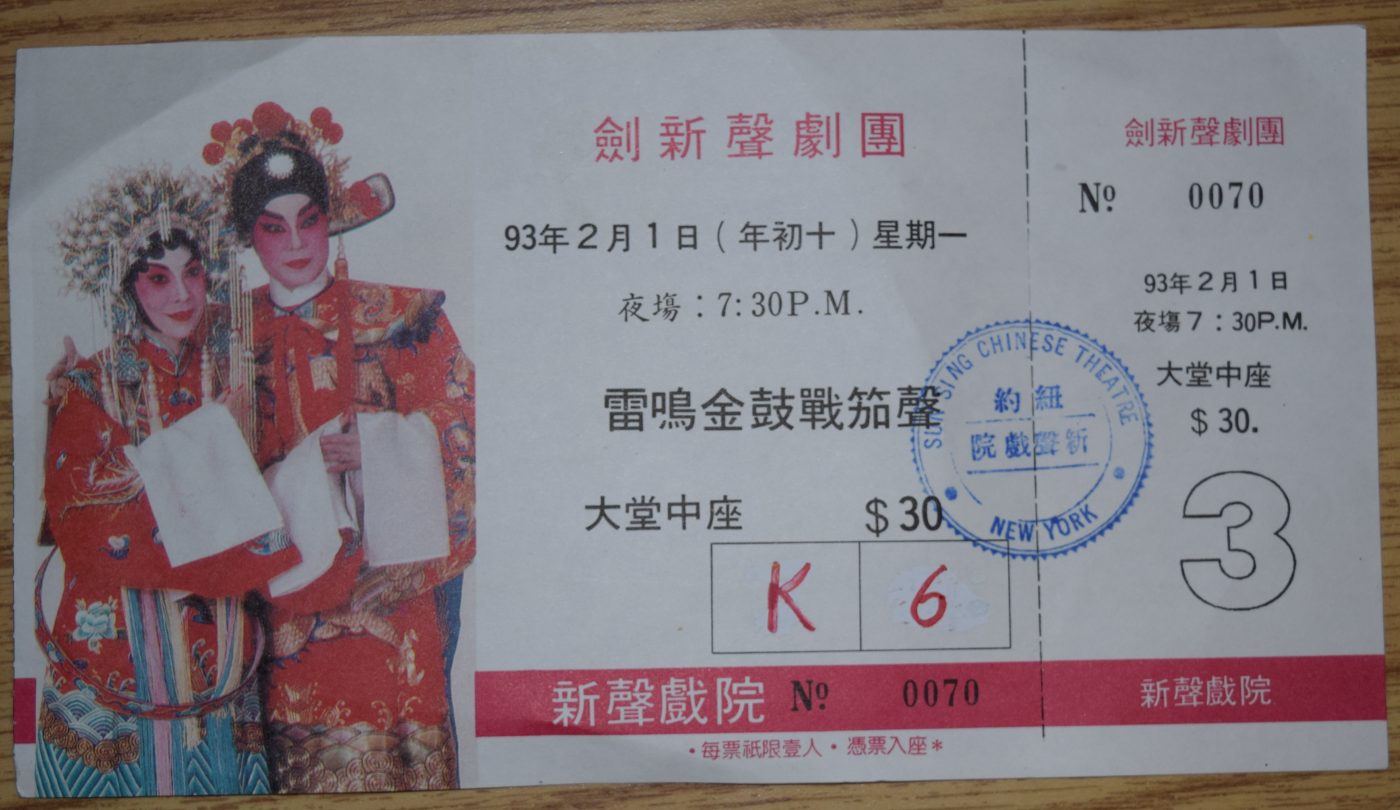 劍新聲劇團
93年2月1日(年初十)星期一
夜塲:7:30P.M.
雷鳴金鼓戰笳聲
大堂中座 $30
K 6
新聲戲院 Nº 0070
・每票祇限壹人・憑票入座*
SUN SING CHINESE THEATRE
約紐
院戲聲新
NEW YORK
劍新聲劇團
Nº 0070
93年2月1日
夜塲7:30P.M.
大堂中座
$30.
3
新聲戲院